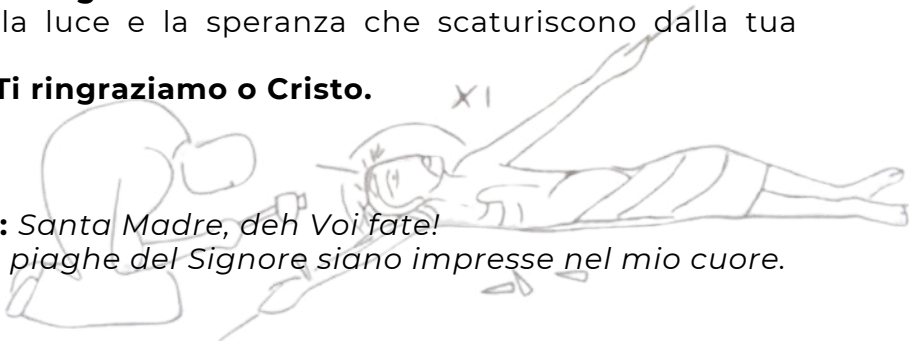 la luce e la speranza che scaturiscono dalla tua
Ti ringraziamo o Cristo.
XI
: Santa Madre, deh Voi fate!
piaghe del Signore siano impresse nel mio cuore.